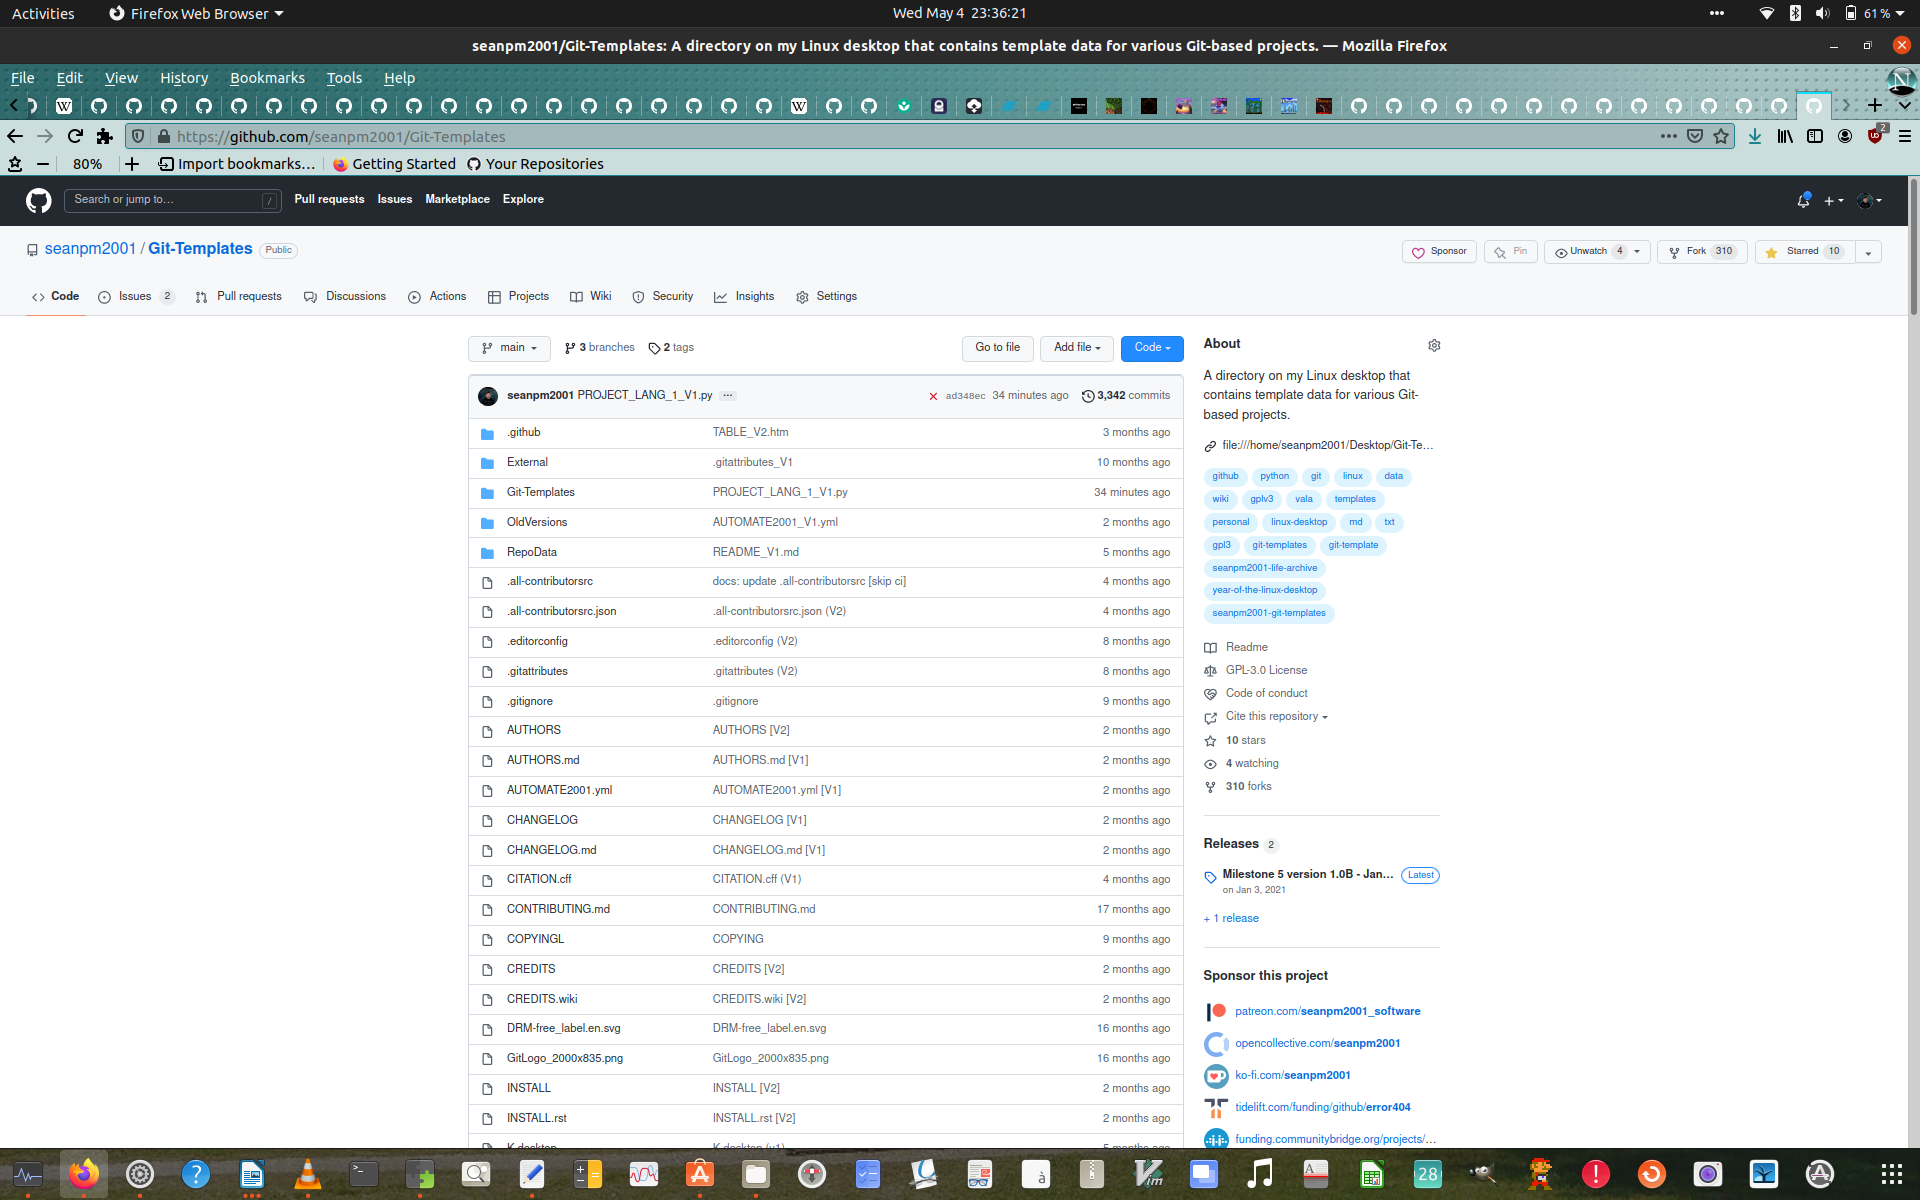 Activities Firefox Web Browser Wed May 4 23:36:21 61 %
seanpm2001/Git-Templates: A directory on my Linux desktop that contains template data for various Git-based projects. — Mozilla Firefox
File Edit View History Bookmarks Tools Help
https://github.com/seanpm2001/Git-Templates 2
80% Import bookmarks... Getting Started Your Repositories
Search or jump to... / Pull requests Issues Marketplace Explore
seanpm2001 / Git-Templates Public Sponsor Pin Unwatch 4 Fork 310 Starred 10
Code Issues 2 Pull requests Discussions Actions Projects Wiki Security Insights Settings
main 3 branches 2 tags Go to file Add file Code
seanpm2001 PROJECT_LANG_1_V1.py ... ad348ec 34 minutes ago 3,342 commits
.github TABLE_V2.htm 3 months ago
External .gitattributes_V1 10 months ago
Git-Templates PROJECT_LANG_1_V1.py 34 minutes ago
OldVersions AUTOMATE2001_V1.yml 2 months ago
RepoData README_V1.md 5 months ago
.all-contributorsrc docs: update .all-contributorsrc [skip ci] 4 months ago
.all-contributorsrc.json .all-contributorsrc.json (V2) 4 months ago
.editorconfig .editorconfig (V2) 8 months ago
.gitattributes .gitattributes (V2) 8 months ago
.gitignore .gitignore 9 months ago
AUTHORS AUTHORS [V2] 2 months ago
AUTHORS.md AUTHORS.md [V1] 2 months ago
AUTOMATE2001.yml AUTOMATE2001.yml [V1] 2 months ago
CHANGELOG CHANGELOG [V1] 2 months ago
CHANGELOG.md CHANGELOG.md [V1] 2 months ago
CITATION.cff CITATION.cff (V1) 4 months ago
CONTRIBUTING.md CONTRIBUTING.md 17 months ago
COPYINGL COPYING 9 months ago
CREDITS CREDITS [V2] 2 months ago
CREDITS.wiki CREDITS.wiki [V2] 2 months ago
DRM-free_label.en.svg DRM-free_label.en.svg 16 months ago
GitLogo_2000x835.png GitLogo_2000x835.png 16 months ago
INSTALL INSTALL [V2] 2 months ago
INSTALL.rst INSTALL.rst [V2] 2 months ago
About
A directory on my Linux desktop that
contains template data for various Git-
based projects.
file:///home/seanpm2001/Desktop/Git-Te...
github python git linux data
wiki gplv3 vala templates
personal linux-desktop md txt
gpl3 git-templates git-template
seanpm2001-life-archive
year-of-the-linux-desktop
seanpm2001-git-templates
Readme
GPL-3.0 License
Code of conduct
Cite this repository
10 stars
4 watching
310 forks
Releases 2
Milestone 5 version 1.0B - Jan... Latest
on Jan 3, 2021
+ 1 release
Sponsor this project
patreon.com/seanpm2001_software
opencollective.com/seanpm2001
ko-fi.com/seanpm2001
tidelift.com/funding/github/error404
funding.communitybridge.org/projects/...
28